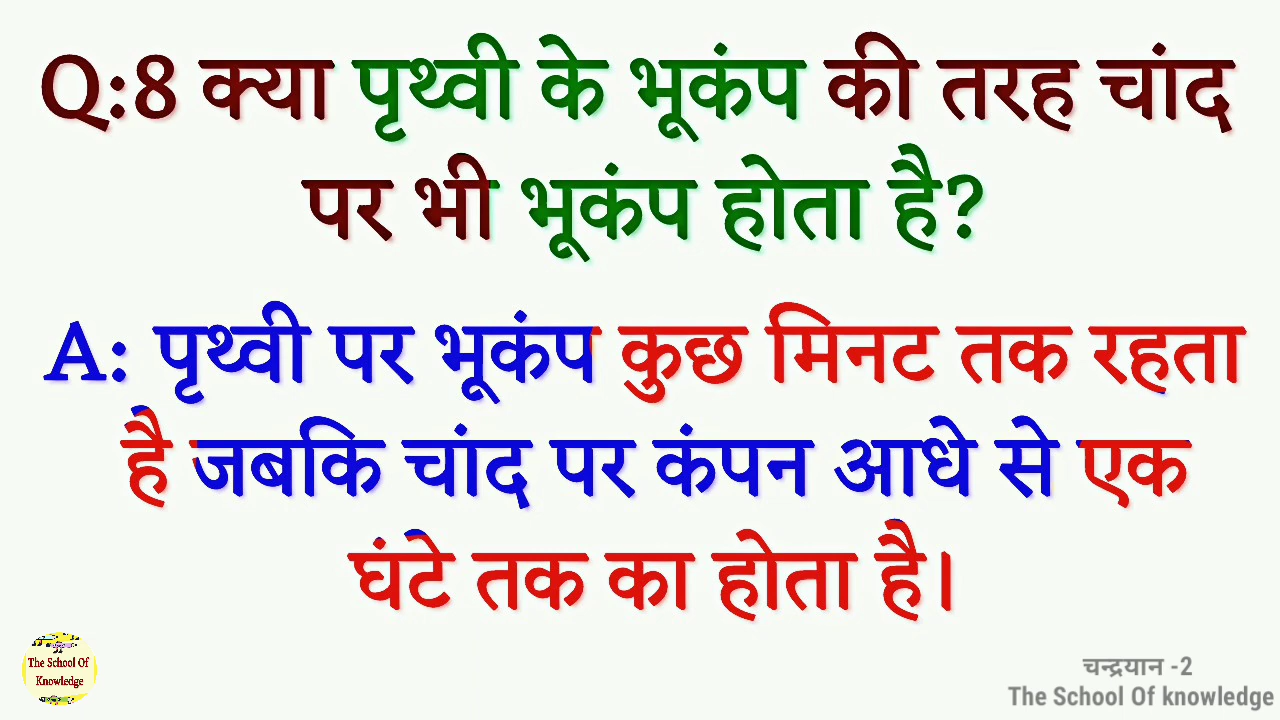 Q:8 क्या पृथ्वी के भूकंप की तरह चांद
पर भी भूकंप होता है?
A: पृथ्वी पर भूकंप कुछ मिनट तक रहता
है जबकि चांद पर कंपन आधे से एक
घंटे तक का होता है।
The School Of
Knowledge
चन्द्रयान -2
The School Of knowledge